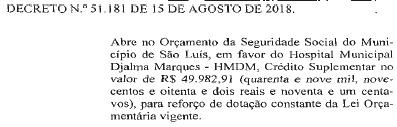 DECRETO N.º 51.181 DE 15 DE AGOSTO DE 2018.
Abre no Orçamento da Seguridade Social do Muni-
cípio de São Luís, em favor do Hospital Municipal
Djalma Marques - HMDM, Crédito Suplementar no
valor de R$ 49.982,91 (quarenta e nove mil, nove-
centos e oitenta e dois reais e noventa e um centa-
vos), para reforço de dotação constante da Lei Orça-
mentária vigente.